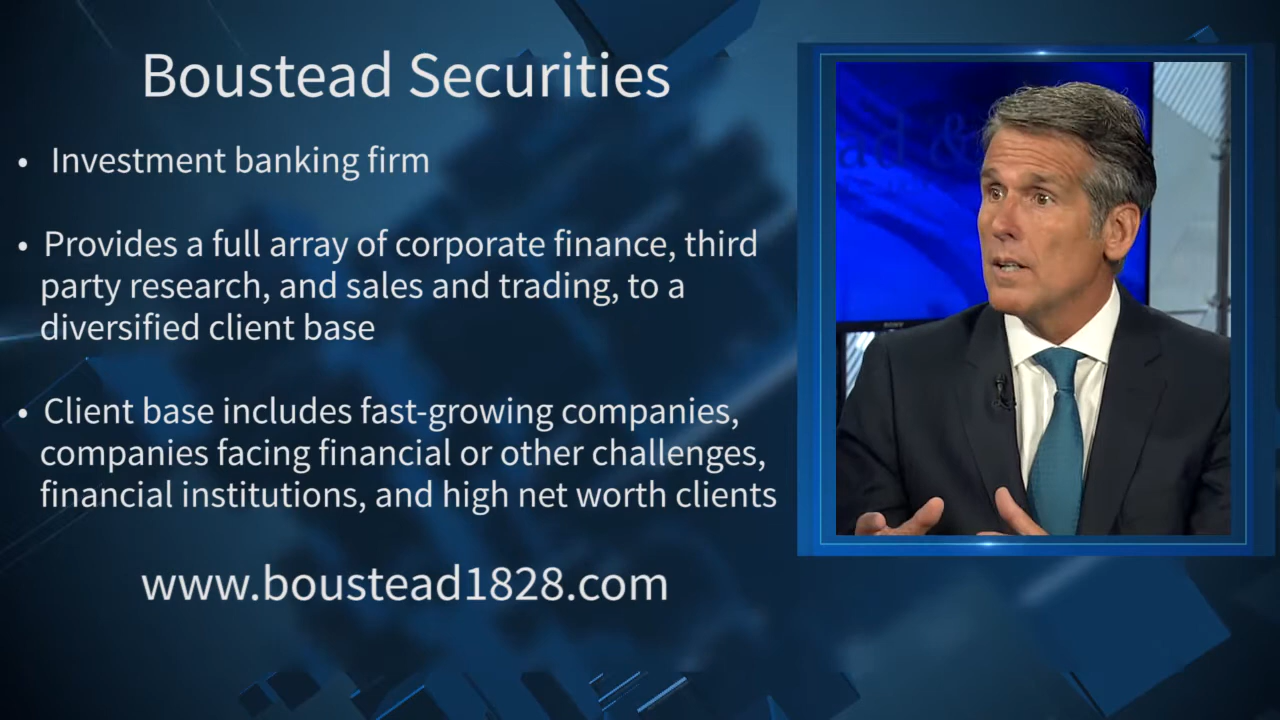 Boustead Securities
• Investment banking firm
• Provides a full array of corporate finance, third
party research, and sales and trading, to a
diversified client base
• Client base includes fast-growing companies,
companies facing financial or other challenges,
financial institutions, and high net worth clients
www.boustead1828.com
ad &
SONY